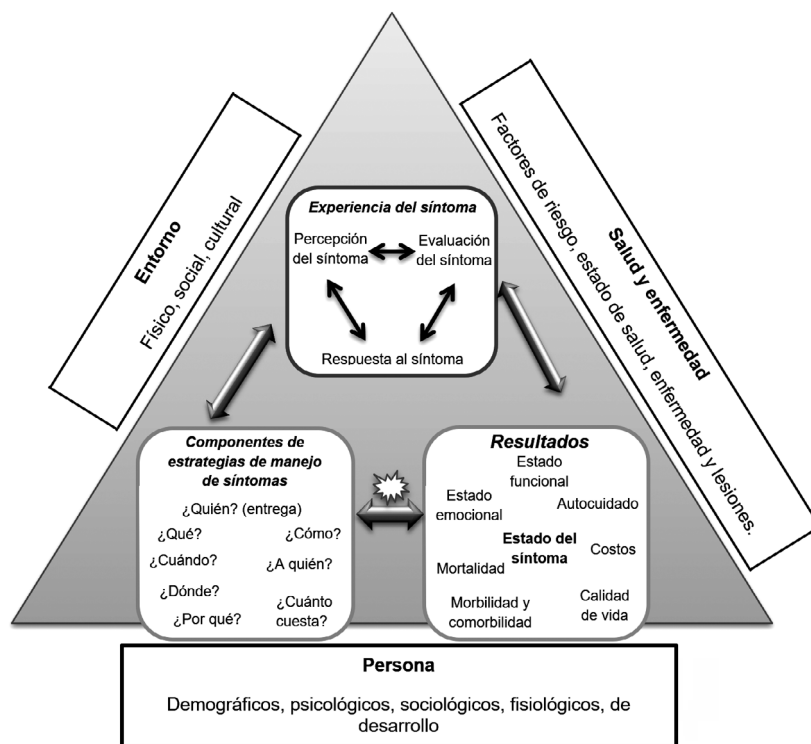 Entorno
Físico, social, cultural
Salud y enfermedad
Factores de riesgo, estado de salud, enfermedad y lesiones.
Experiencia del síntoma
Percepción
del síntoma
Evaluación
del síntoma
Respuesta al síntoma
Componentes de
estrategias de manejo
de síntomas
¿Quién? (entrega)
¿Qué?
¿Cómo?
¿Cuándo?
¿A quién?
¿Dónde?
¿Por qué?
¿Cuánto
cuesta?
Resultados
Estado
funcional
Estado
emocional
Autocuidado
Estado del
síntoma
Costos
Mortalidad
Morbilidad y
comorbilidad
Calidad
de vida
Persona
Demográficos, psicológicos, sociológicos, fisiológicos, de
desarrollo